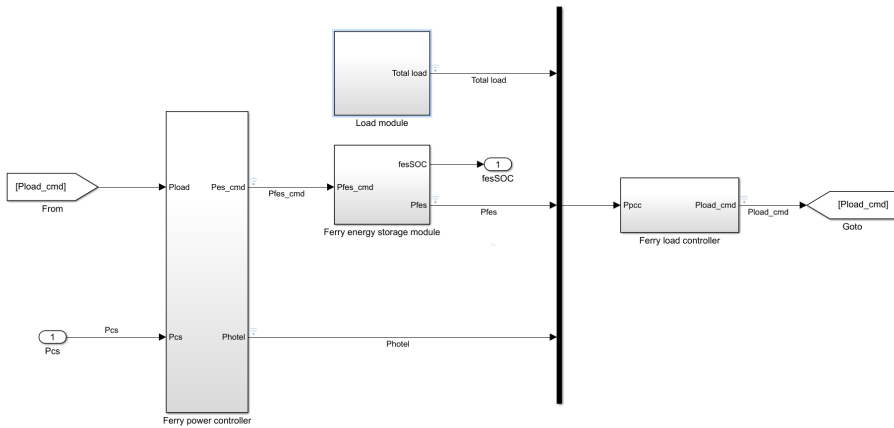 Total load
Total load
Load module
[Pload_cmd]
From
Pload
Pes_cmd
Pfes_cmd
Pfes_cmd
fesSOC
Pfes
Ferry energy storage module
1
fesSOC
Pfes
Ppcc
Pload_cmd
Ferry load controller
Pload_cmd
[Pload_cmd]
Goto
Pcs
1
Pcs
Pcs
Photel
Photel
Ferry power controller